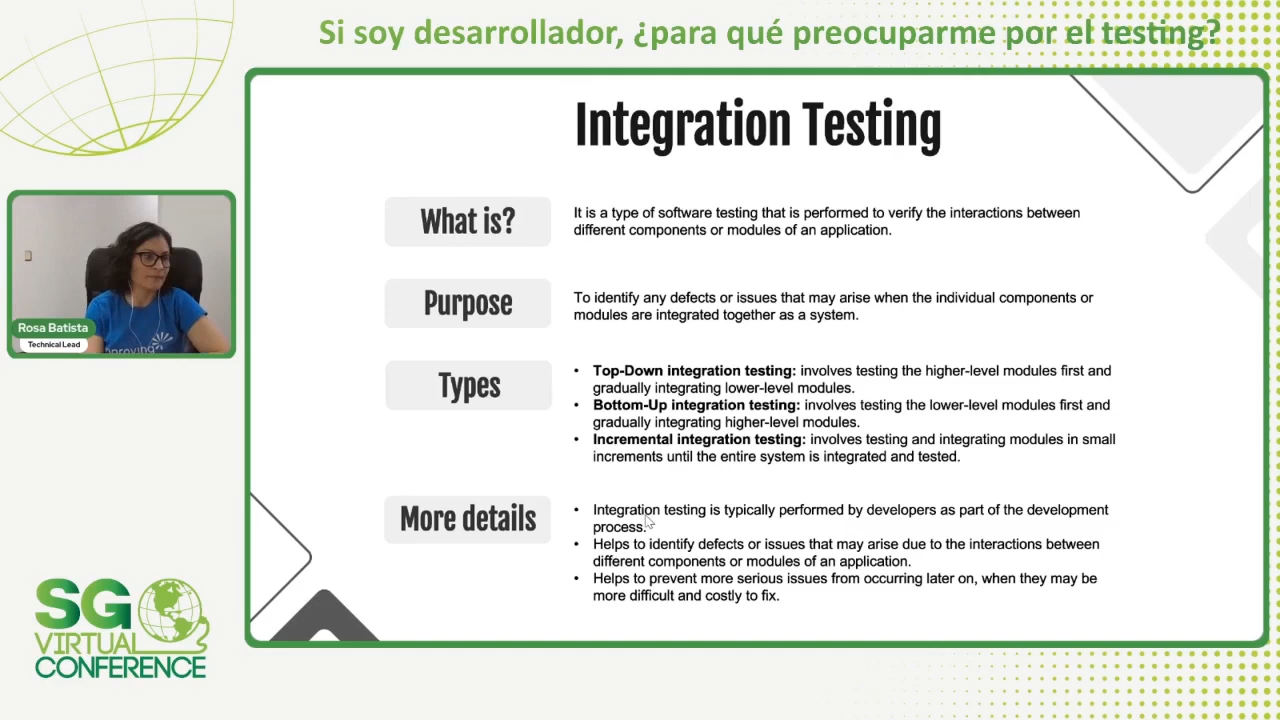 Si soy desarrollador, ¿para qué preocuparme por el testing?
Integration Testing
What is?
It is a type of software testing that is performed to verify the interactions between
different components or modules of an application.
Purpose
To identify any defects or issues that may arise when the individual components or
modules are integrated together as a system.
Types
• Top-Down integration testing: involves testing the higher-level modules first and
gradually integrating lower-level modules.
• Bottom-Up integration testing: involves testing the lower-level modules first and
gradually integrating higher-level modules.
• Incremental integration testing: involves testing and integrating modules in small
increments until the entire system is integrated and tested.
More details
• Integration testing is typically performed by developers as part of the development
process.
• Helps to identify defects or issues that may arise due to the interactions between
different components or modules of an application.
• Helps to prevent more serious issues from occurring later on, when they may be
more difficult and costly to fix.
Rosa Batista
Technical Lead
SG
VIRTUAL
CONFERENCE